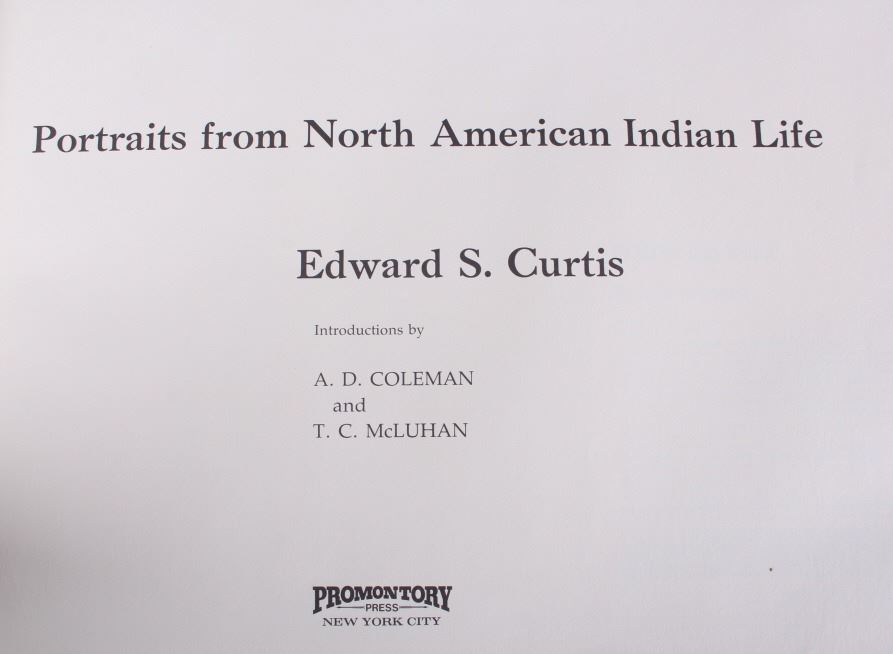 Portraits from North American Indian Life
Edward S. Curtis
Introductions by
A. D. COLEMAN
and
T. C. McLUHAN
PROMONTORY
PRESS
NEW YORK CITY